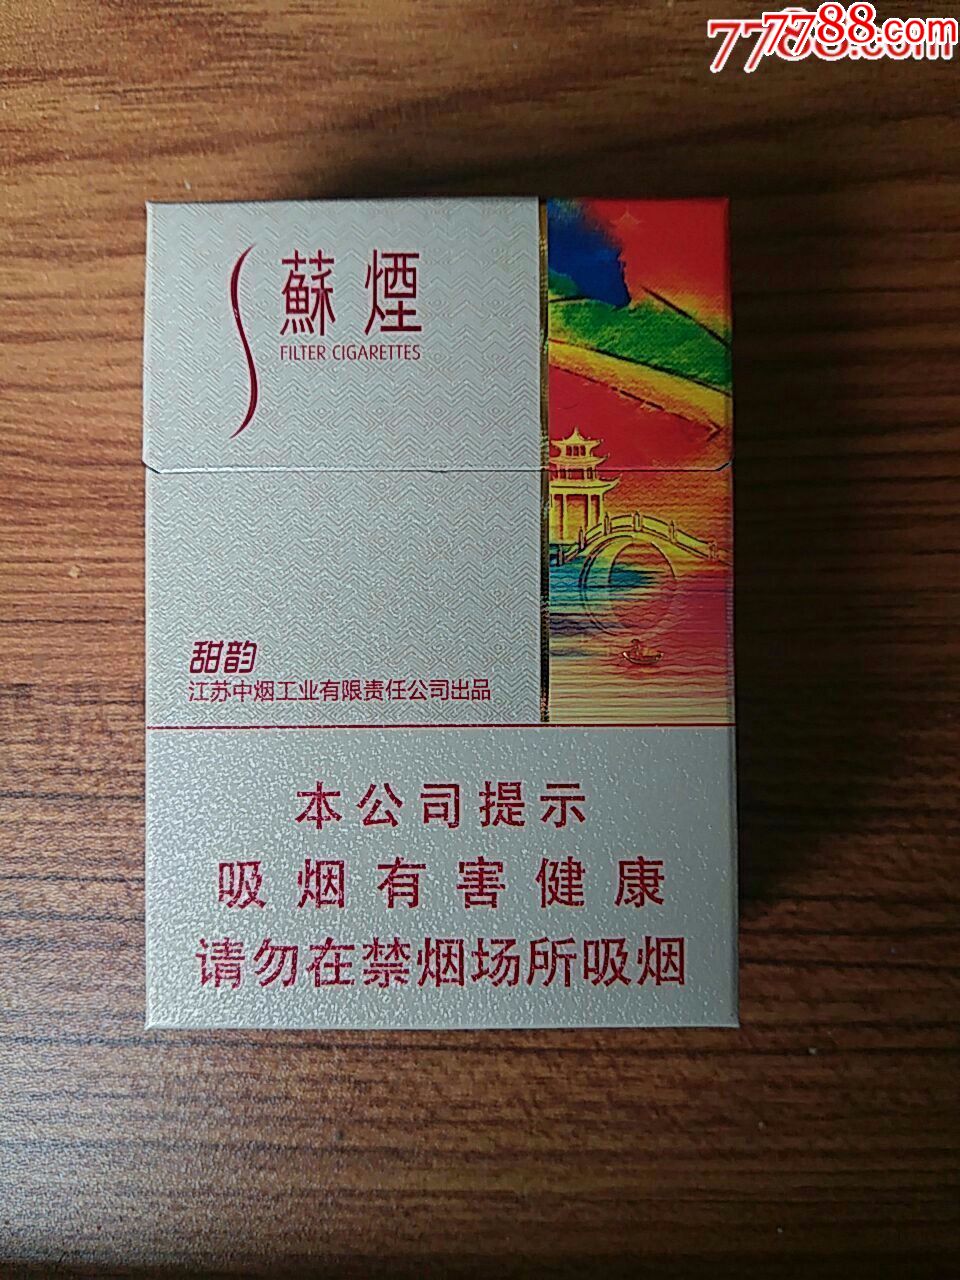 7788.com
7788.com
蘇煙
FILTER CIGARETTES
甜韵
江苏中烟工业有限责任公司出品
本公司提示
吸烟有害健康
请勿在禁烟场所吸烟